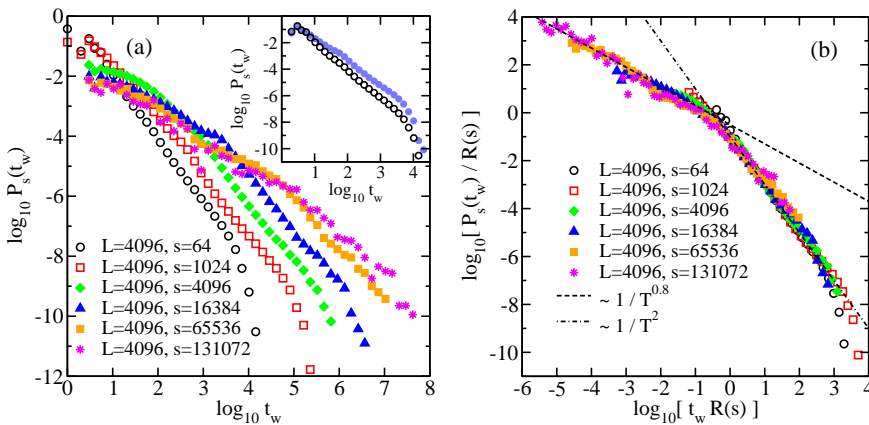 (a)
log10 Ps(tw)
0
-2
-4
-6
-8
-10
-12
0 1 2 3 4 5 6 7 8
log10 tw
L=4096, s=64
L=4096, s=1024
L=4096, s=4096
L=4096, s=16384
L=4096, s=65536
L=4096, s=131072
log10 Ps(tw)
-2
-4
-6
-10
1 2 3 4
log10 tw
(b)
log10[ Ps(tw) / R(s) ]
4
2
0
-2
-4
-6
-8
-10
-6 -5 -4 -3 -2 -1 0 1 2 3 4
log10[ tw R(s) ]
L=4096, s=64
L=4096, s=1024
L=4096, s=4096
L=4096, s=16384
L=4096, s=65536
L=4096, s=131072
~ 1 / T^0.8
~ 1 / T^2